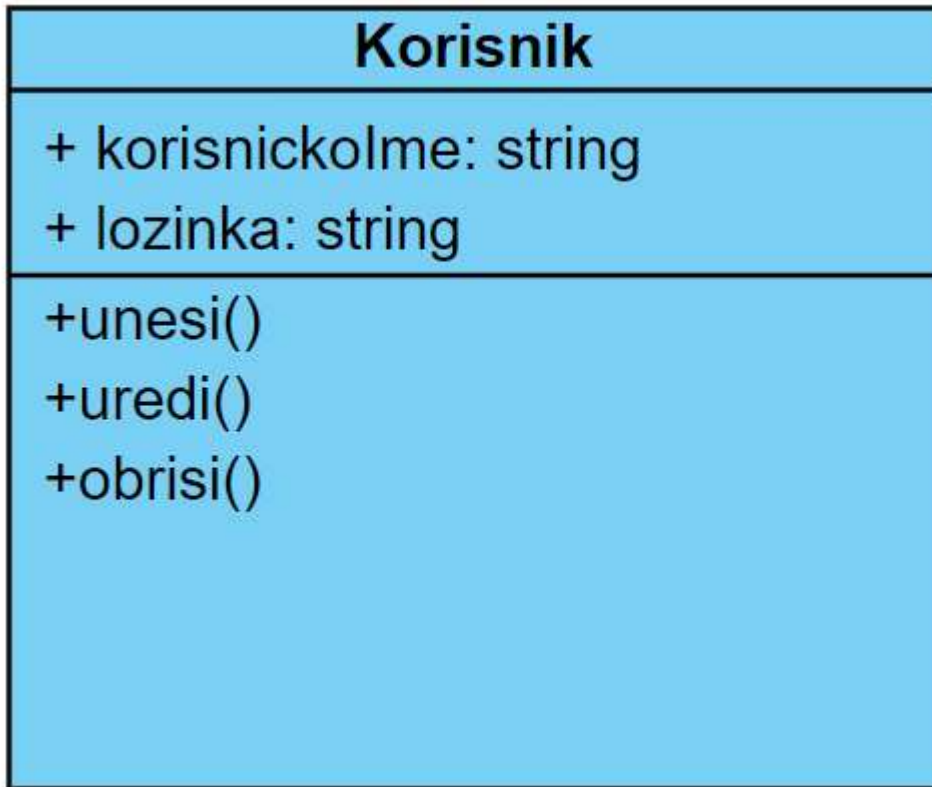 Korisnik
+ korisnickoIme: string
+ lozinka: string
+unesi()
+uredi()
+obrisi()